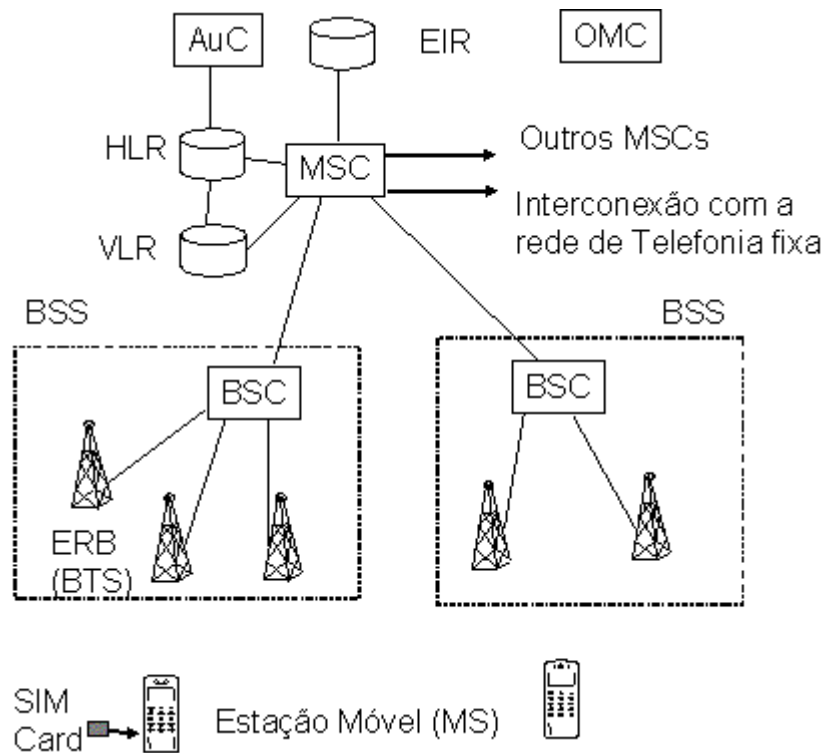 AuC
EIR
OMC
HLR
MSC
Outros MSCs
Interconexão com a
rede de Telefonia fixa
VLR
BSS
BSS
BSC
BSC
ERB
(BTS)
SIM
Card
Estação Móvel (MS)